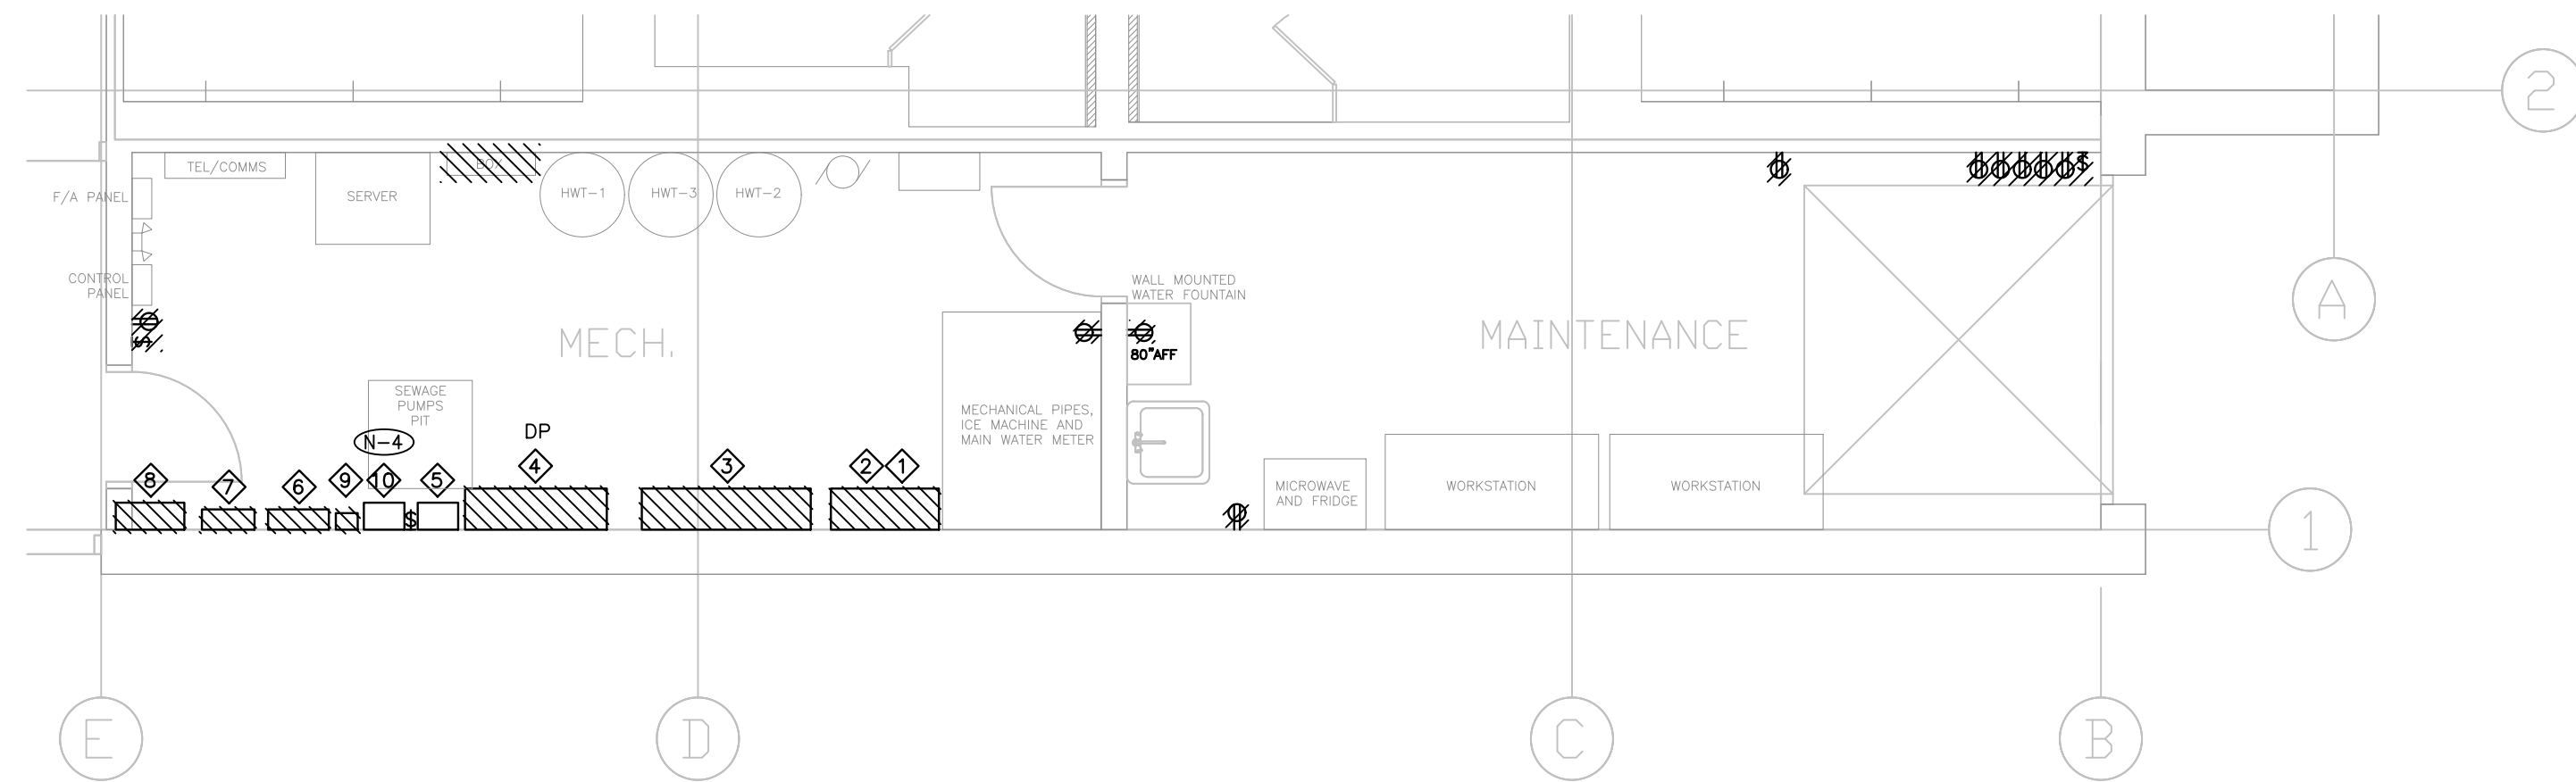 2
TEL/COMMS
SERVER
BOX
HWT-1
HWT-3
HWT-2
$
F/A PANEL
CONTROL
PANEL
$
MECH.
WALL MOUNTED
WATER FOUNTAIN
80"AFF
MAINTENANCE
A
SEWAGE
PUMPS
PIT
N-4
DP
MECHANICAL PIPES,
ICE MACHINE AND
MAIN WATER METER
8
7
6
9
10
5
4
3
2
1
$
MICROWAVE
AND FRIDGE
WORKSTATION
WORKSTATION
1
E
D
C
B